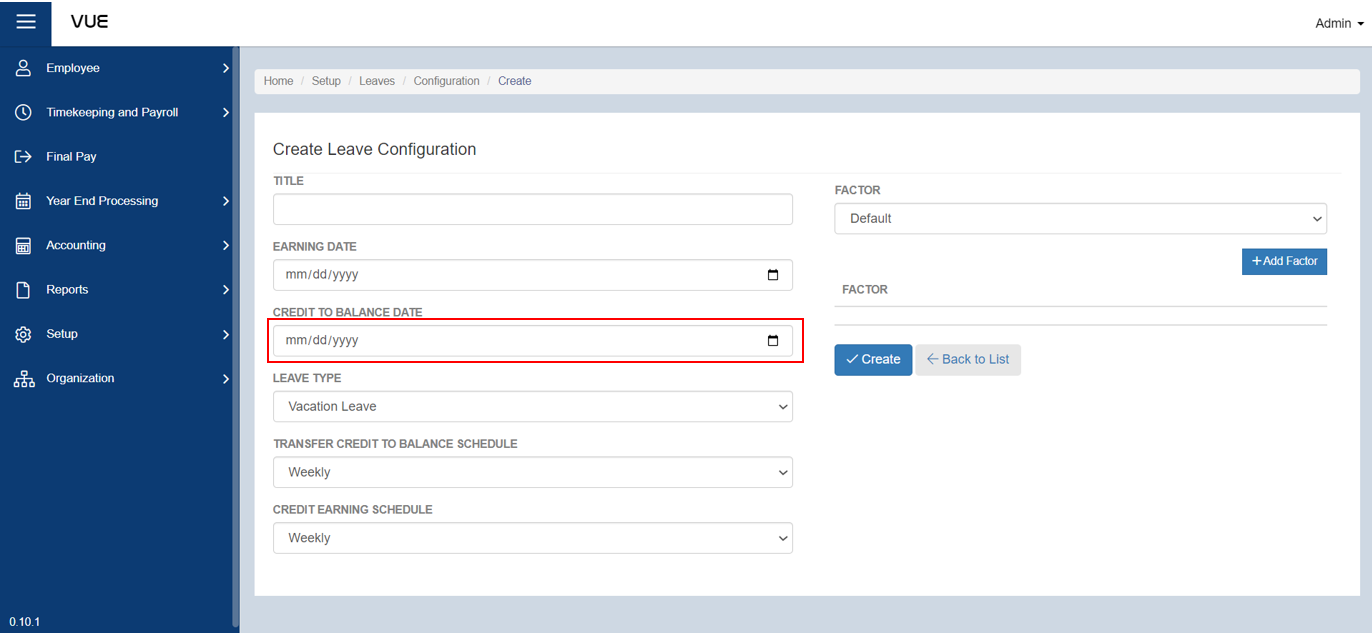 VUE
Admin
Employee
Timekeeping and Payroll
Final Pay
Year End Processing
Accounting
Reports
Setup
Organization
0.10.1
Home / Setup / Leaves / Configuration / Create
Create Leave Configuration
TITLE
EARNING DATE
mm/dd/yyyy
CREDIT TO BALANCE DATE
mm/dd/yyyy
LEAVE TYPE
Vacation Leave
TRANSFER CREDIT TO BALANCE SCHEDULE
Weekly
CREDIT EARNING SCHEDULE
Weekly
FACTOR
Default
+Add Factor
FACTOR
Create
Back to List